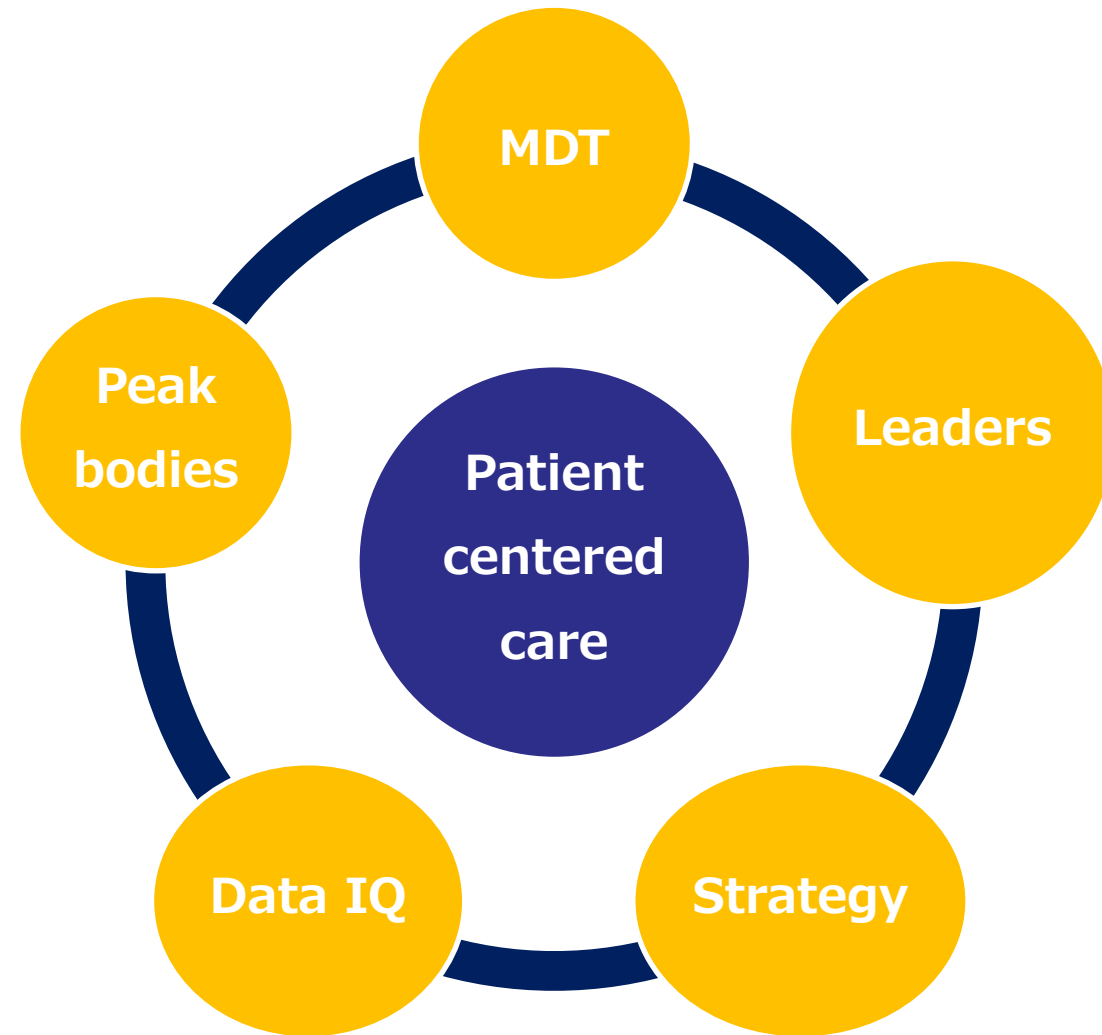 MDT
Leaders
Peak
bodies
Patient
centered
care
Data IQ
Strategy